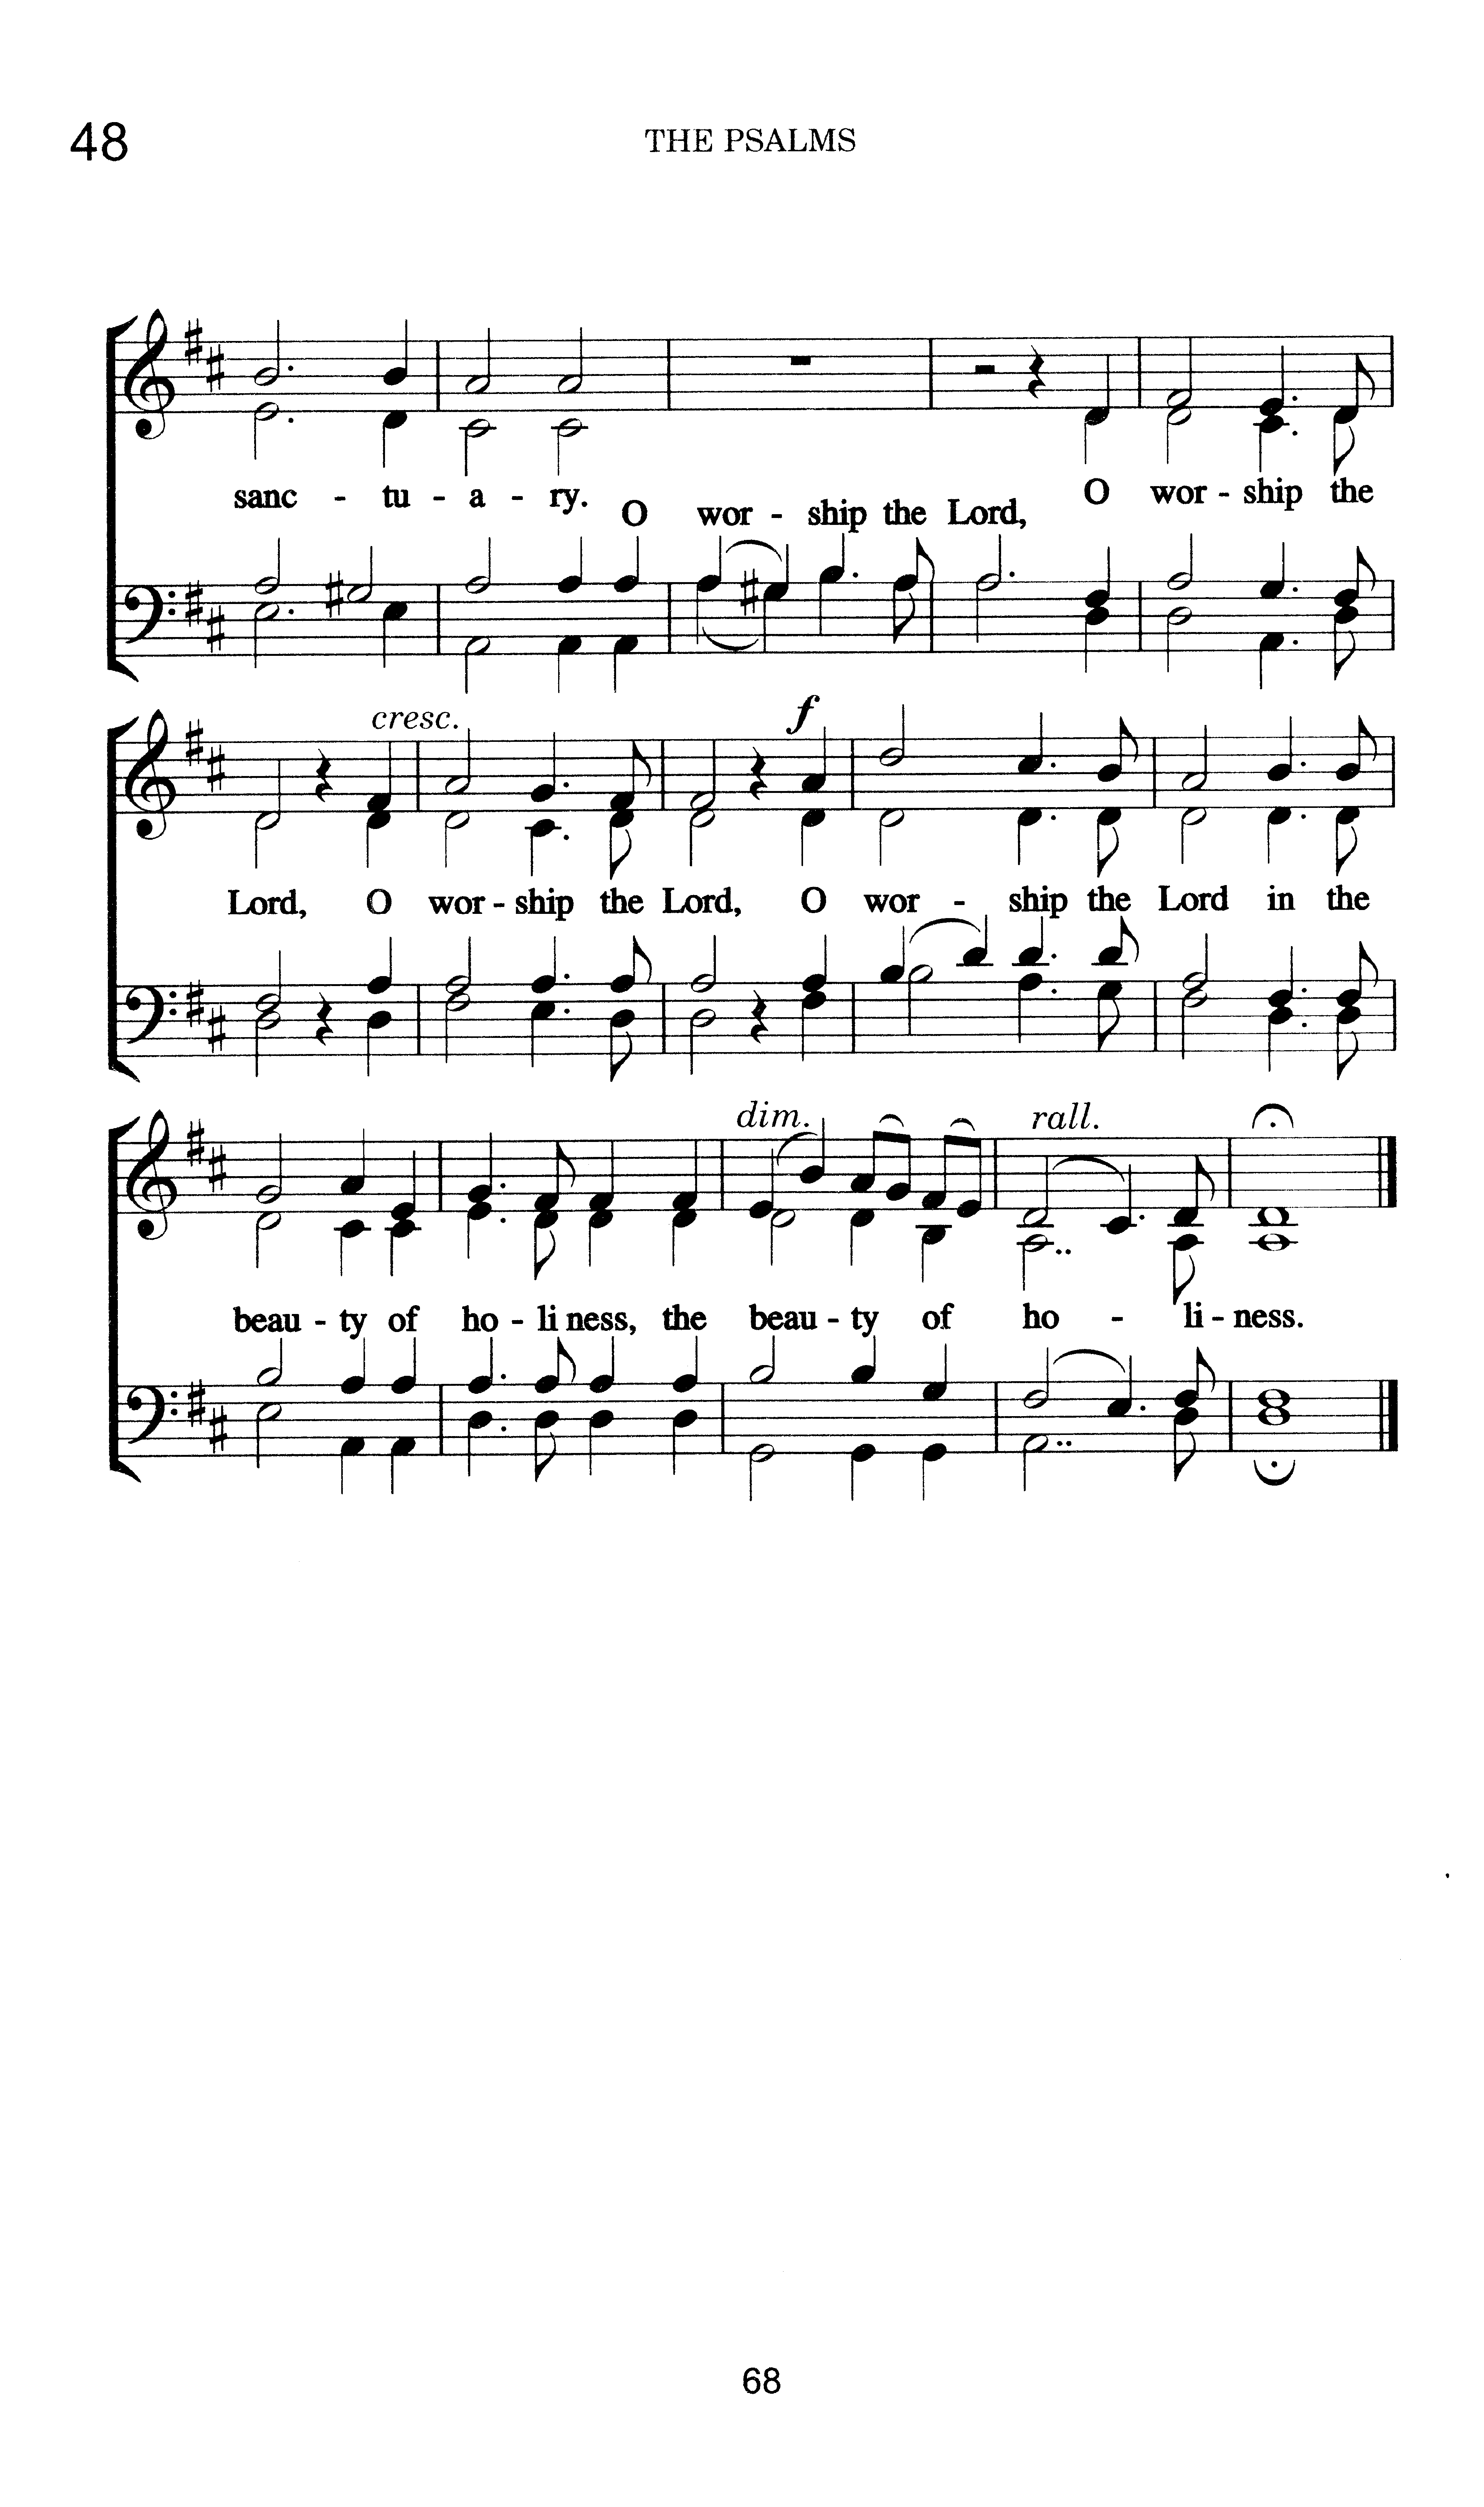 48
THE PSALMS
sanc - tu - a - ry. O wor - ship the Lord, O wor - ship the
cresc. f
Lord, O wor - ship the Lord, O wor - ship the Lord in the
dim. rall.
beau - ty of ho - li ness, the beau - ty of ho - li - ness.
68